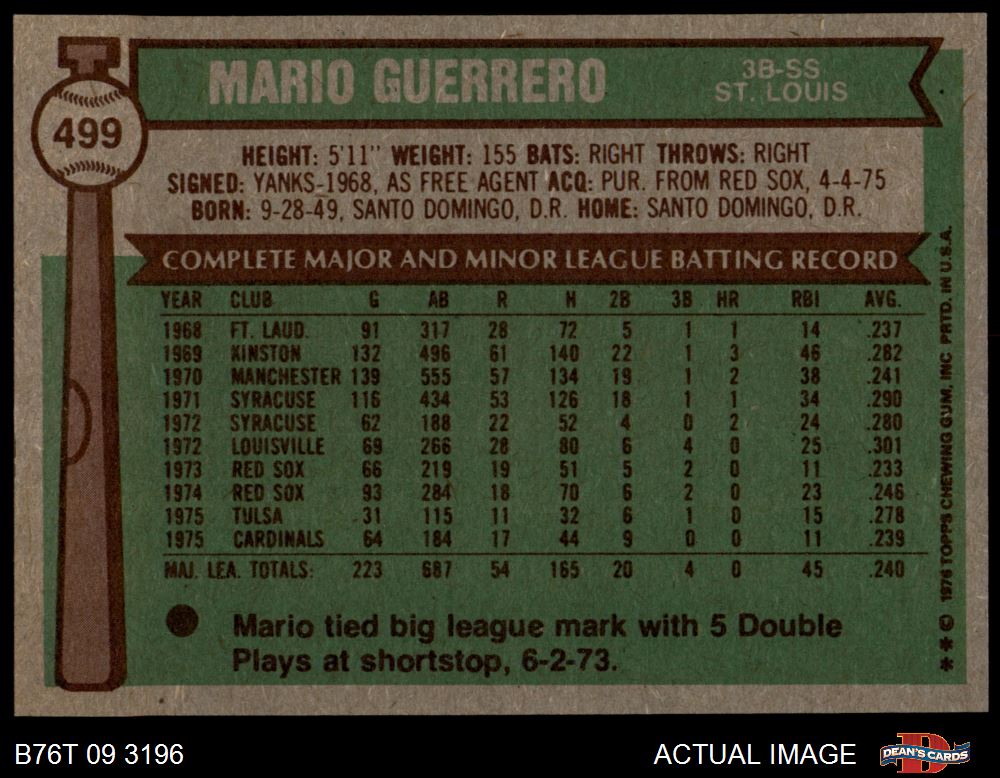 499
MARIO GUERRERO
3B-SS
ST. LOUIS
HEIGHT: 5'11" WEIGHT: 155 BATS: RIGHT THROWS: RIGHT
SIGNED: YANKS-1968, AS FREE AGENT ACQ: PUR. FROM RED SOX, 4-4-75
BORN: 9-28-49, SANTO DOMINGO, D.R. HOME: SANTO DOMINGO, D.R.
COMPLETE MAJOR AND MINOR LEAGUE BATTING RECORD
YEAR CLUB G AB R H 2B 3B HR RBI AVG.
1968 FT. LAUD. 91 317 28 72 5 1 1 14 .237
1969 KINSTON 132 496 61 140 22 1 3 46 .282
1970 MANCHESTER 139 555 57 134 19 1 2 38 .241
1971 SYRACUSE 116 434 53 126 18 1 1 34 .290
1972 SYRACUSE 62 188 22 52 4 0 2 24 .280
1972 LOUISVILLE 69 266 28 80 6 4 0 25 .301
1973 RED SOX 66 219 19 51 5 2 0 11 .233
1974 RED SOX 93 284 18 70 6 2 0 23 .246
1975 TULSA 31 115 11 32 6 1 0 15 .278
1975 CARDINALS 64 184 17 44 9 0 0 11 .239
MAJ. LEA. TOTALS: 223 687 54 165 20 4 0 45 .240
Mario tied big league mark with 5 Double
Plays at shortstop, 6-2-73.
* * © 1976 TOPPS CHEWING GUM, INC PRTD. IN U.S.A.
B76T 09 3196
ACTUAL IMAGE
DEAN'S CARDS